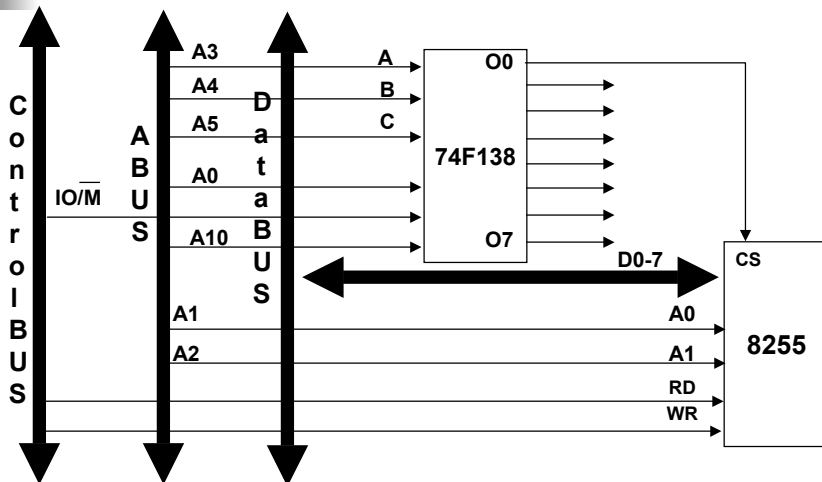 Control BUS
IO/M̅
A BUS
Data BUS
A3
A4
A5
A0
A10
A1
A2
A
B
C
74F138
O0
O7
D0-7
CS
8255
A0
A1
RD
WR